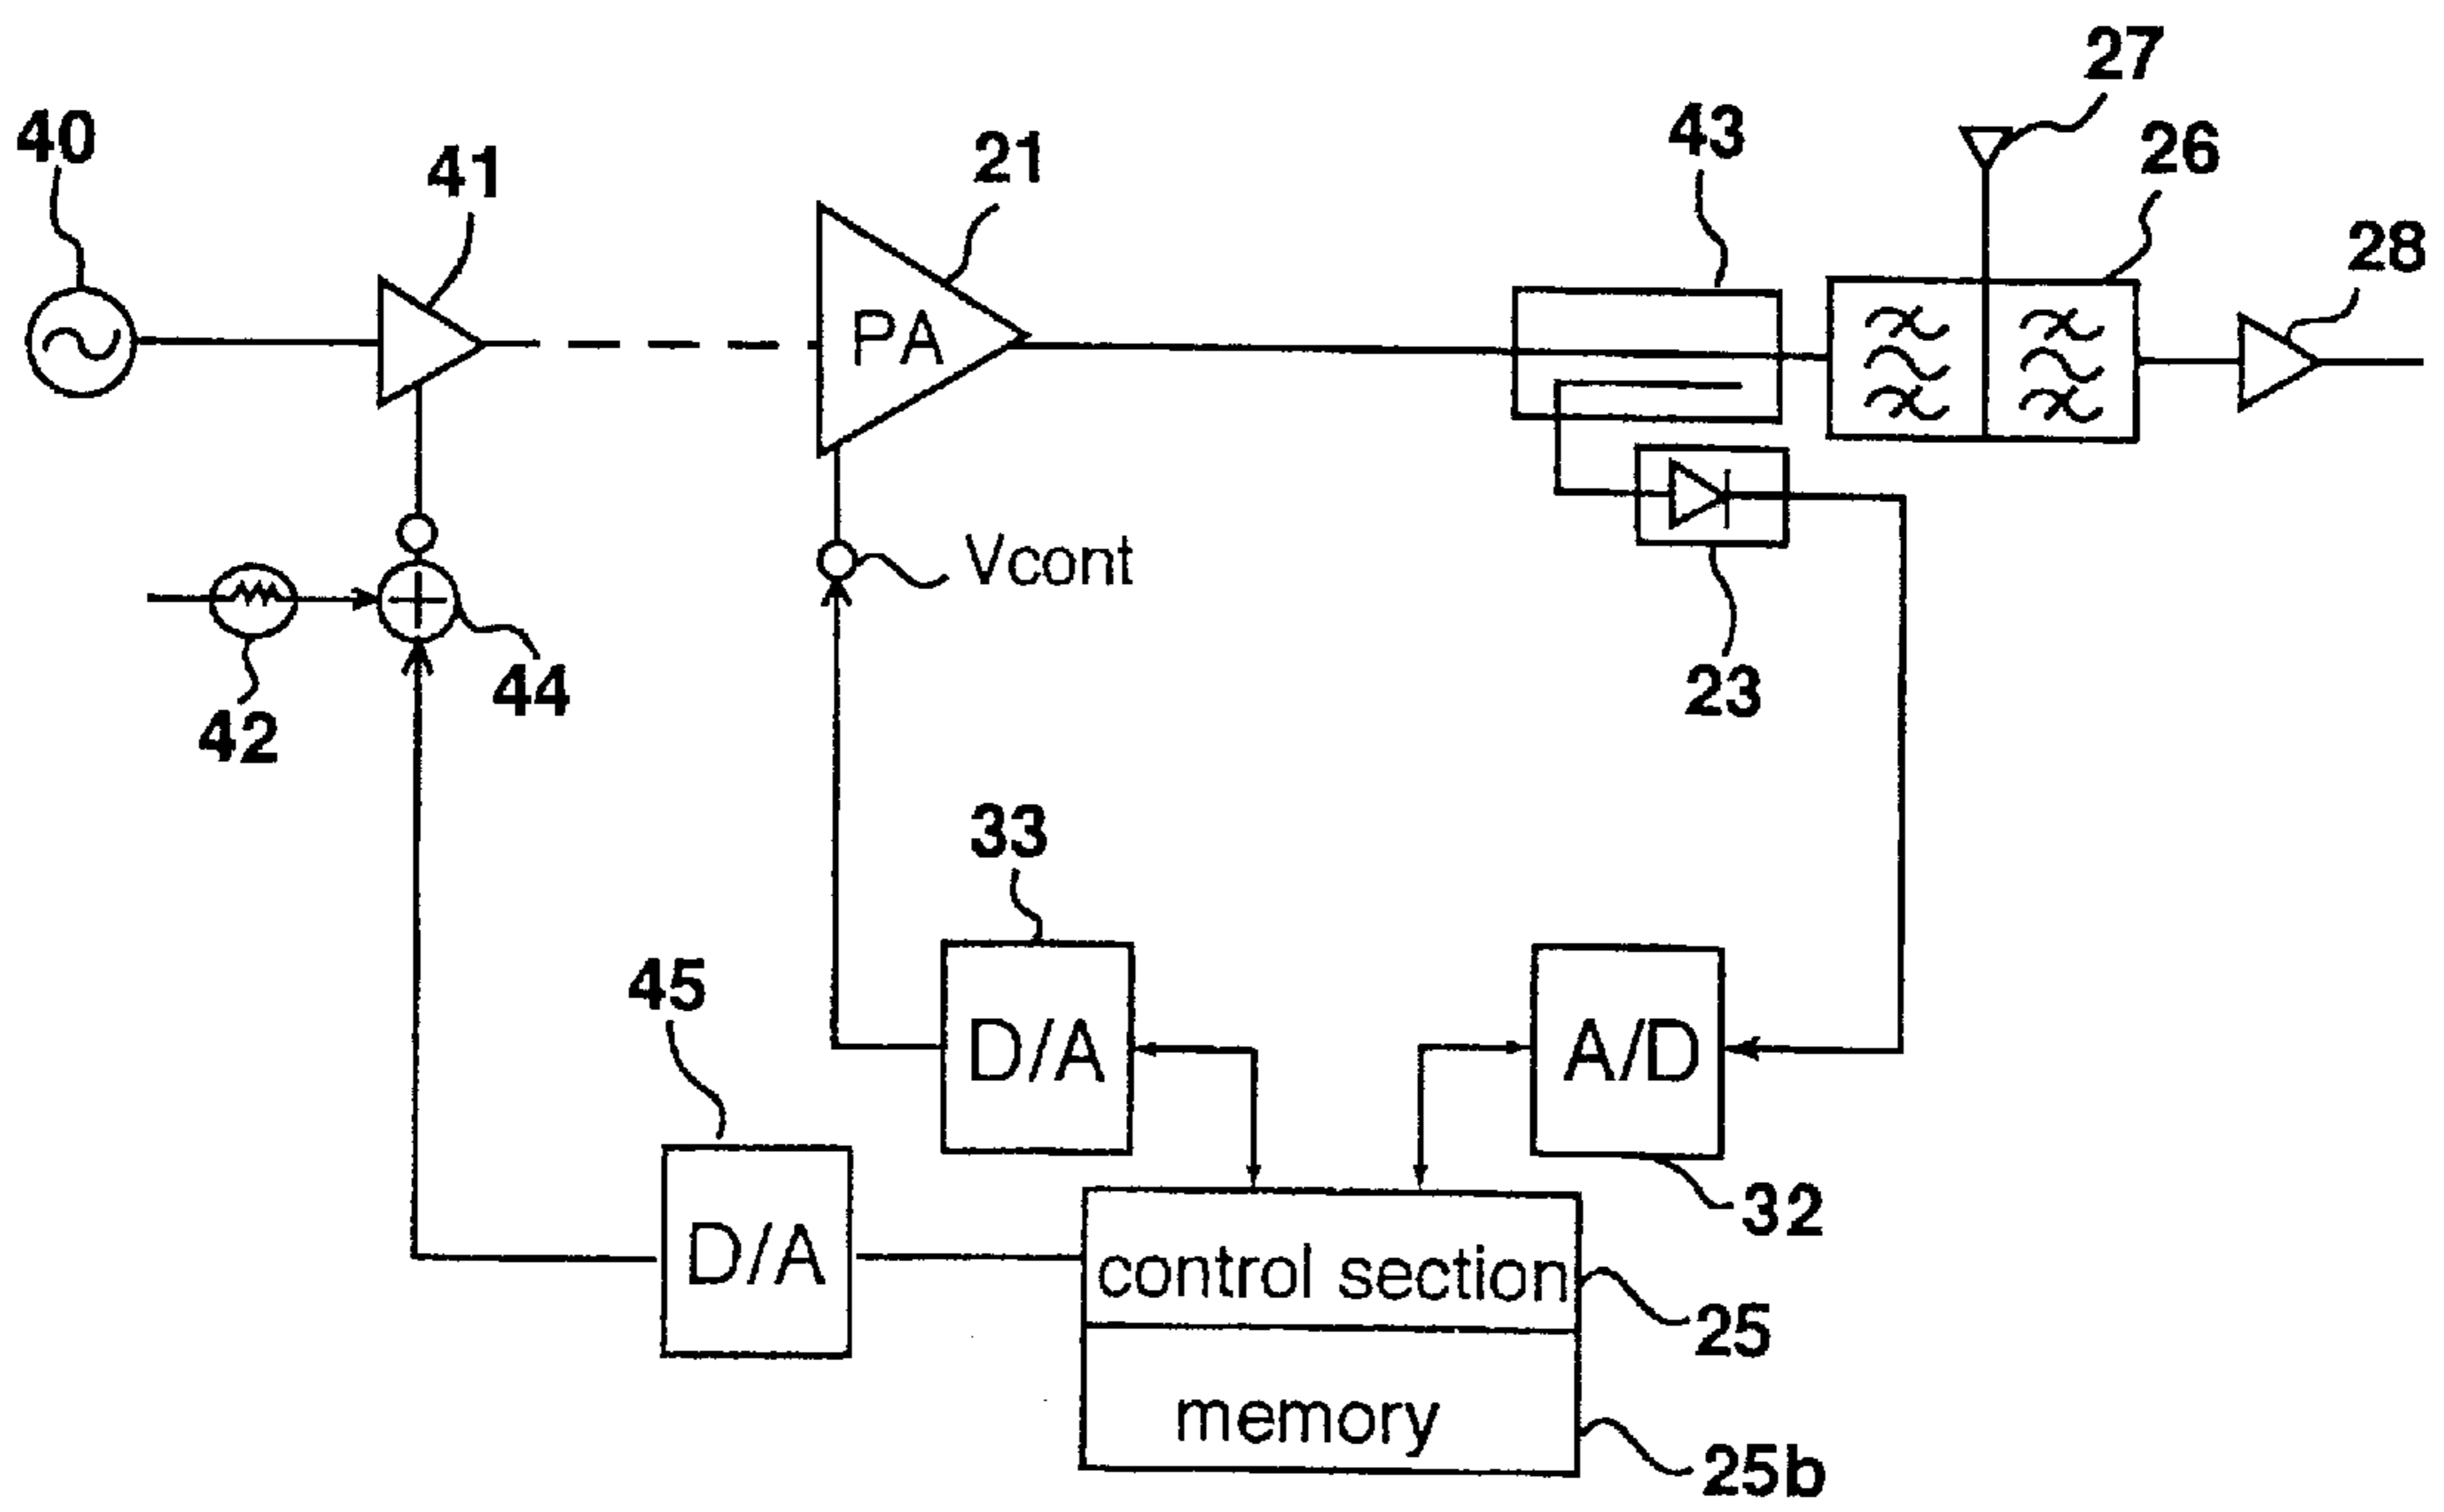 27
40
43
26
41
21
28
PA
Vcont
44
23
42
33
45
D/A
A/D
32
D/A
control section
25
memory
25b